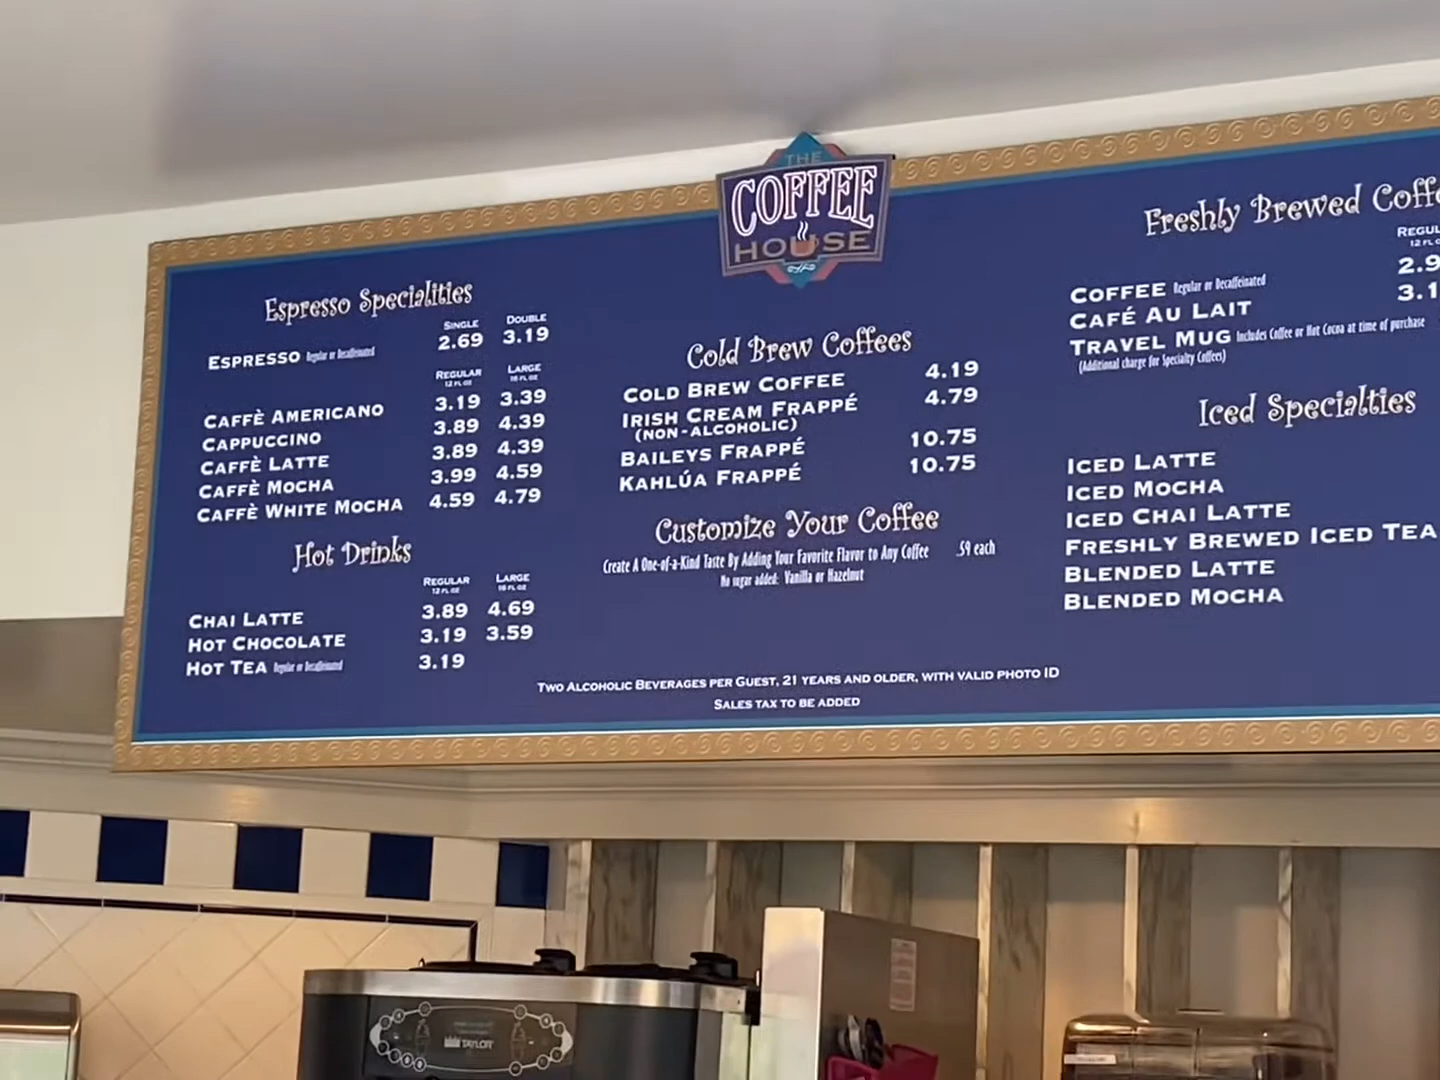 THE
COFFEE
HOUSE
Espresso Specialities
SINGLE DOUBLE
ESPRESSO Regular or Decaffeinated 2.69 3.19
REGULAR LARGE
12 FL OZ 16 FL OZ
CAFFÈ AMERICANO 3.19 3.39
CAPPUCCINO 3.89 4.39
CAFFÈ LATTE 3.89 4.39
CAFFÈ MOCHA 3.99 4.59
CAFFÈ WHITE MOCHA 4.59 4.79
Hot Drinks
REGULAR LARGE
12 FL OZ 16 FL OZ
CHAI LATTE 3.89 4.69
HOT CHOCOLATE 3.19 3.59
HOT TEA Regular or Decaffeinated 3.19
Cold Brew Coffees
COLD BREW COFFEE 4.19
IRISH CREAM FRAPPÉ 4.79
(NON-ALCOHOLIC)
BAILEYS FRAPPÉ 10.75
KAHLÚA FRAPPÉ 10.75
Customize Your Coffee
Create A One-of-a-Kind Taste By Adding Your Favorite Flavor to Any Coffee .59 each
No sugar added: Vanilla or Hazelnut
TWO ALCOHOLIC BEVERAGES PER GUEST, 21 YEARS AND OLDER, WITH VALID PHOTO ID
SALES TAX TO BE ADDED
Freshly Brewed Coff
REGUL
12 FL O
COFFEE Regular or Decaffeinated 2.9
CAFÉ AU LAIT 3.1
TRAVEL MUG Includes Coffee or Hot Cocoa at time of purchase
(Additional charge for Specialty Coffees)
Iced Specialties
ICED LATTE
ICED MOCHA
ICED CHAI LATTE
FRESHLY BREWED ICED TEA
BLENDED LATTE
BLENDED MOCHA
TAYLOR